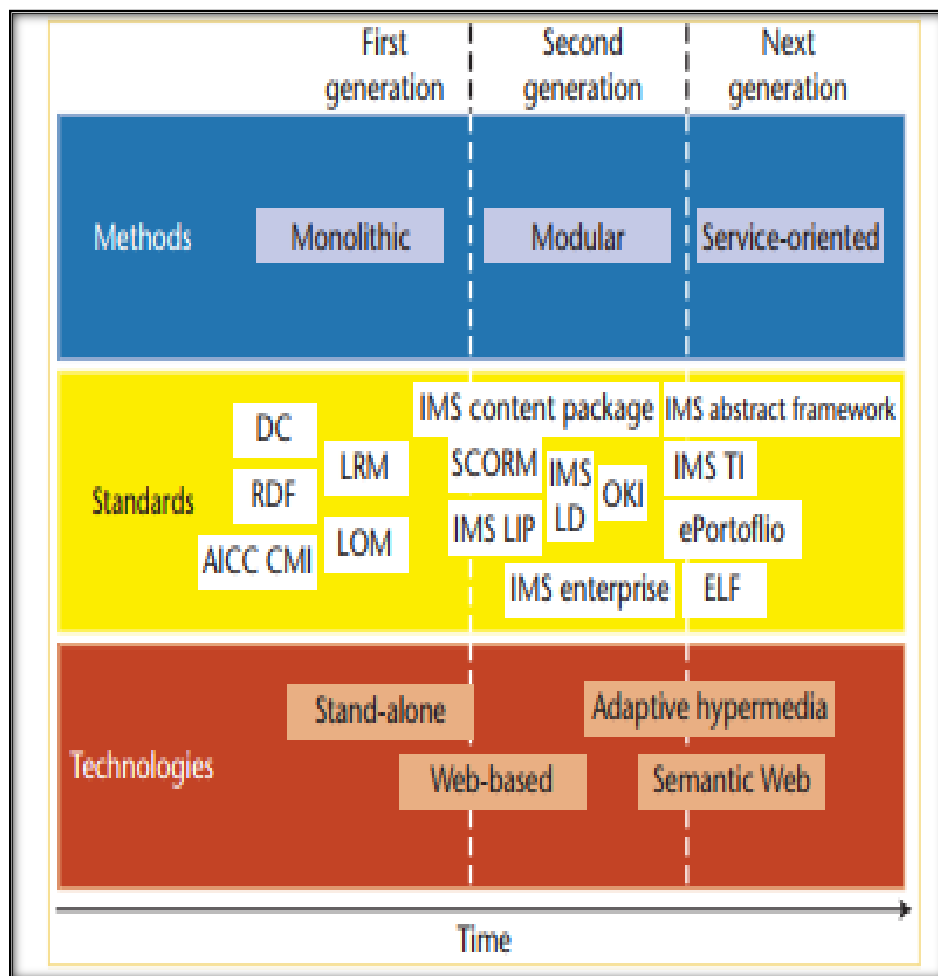 First
generation
Second
generation
Next
generation
Methods
Monolithic
Modular
Service-oriented
Standards
DC
RDF
AICC CMI
LRM
LOM
IMS content package
SCORM
IMS LIP
IMS
LD
OKI
IMS enterprise
IMS abstract framework
IMS TI
ePortoflio
ELF
Technologies
Stand-alone
Web-based
Adaptive hypermedia
Semantic Web
Time